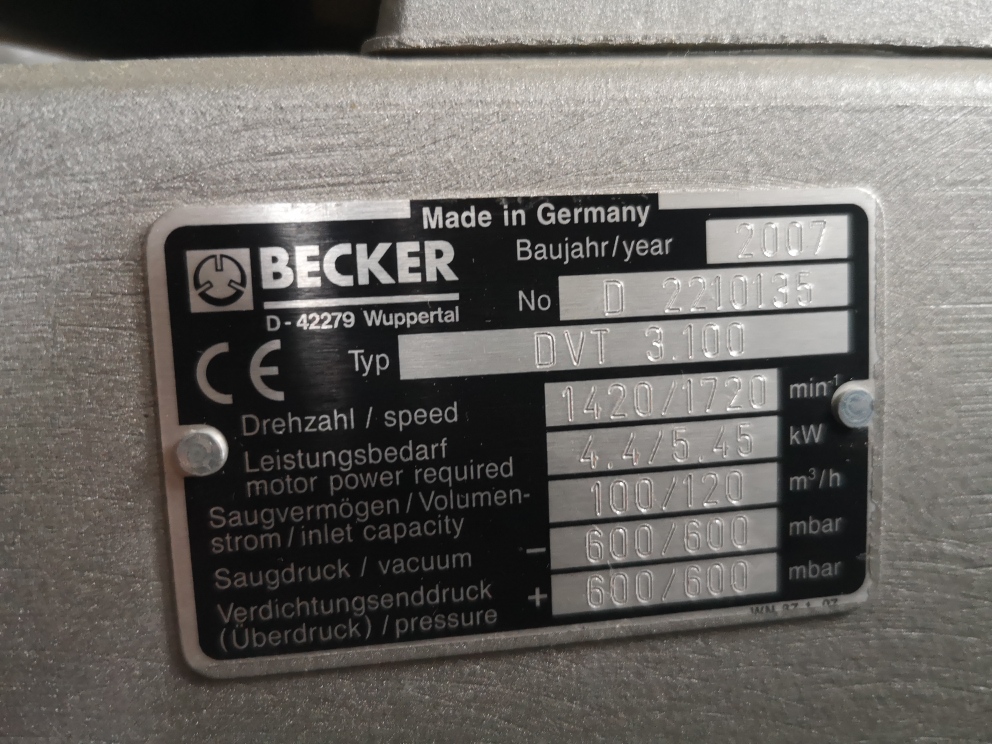 Made in Germany
BECKER
D-42279 Wuppertal
Baujahr/year 2007
No D 2210135
CE Typ DVT 3.100
Drehzahl / speed 1420/1720 min-1
Leistungsbedarf
motor power required 4.4/5.45 kW
Saugvermögen/Volumen-
strom/inlet capacity 100/120 m³/h
Saugdruck / vacuum – 600/600 mbar
Verdichtungsenddruck
(Überdruck)/pressure + 600/600 mbar